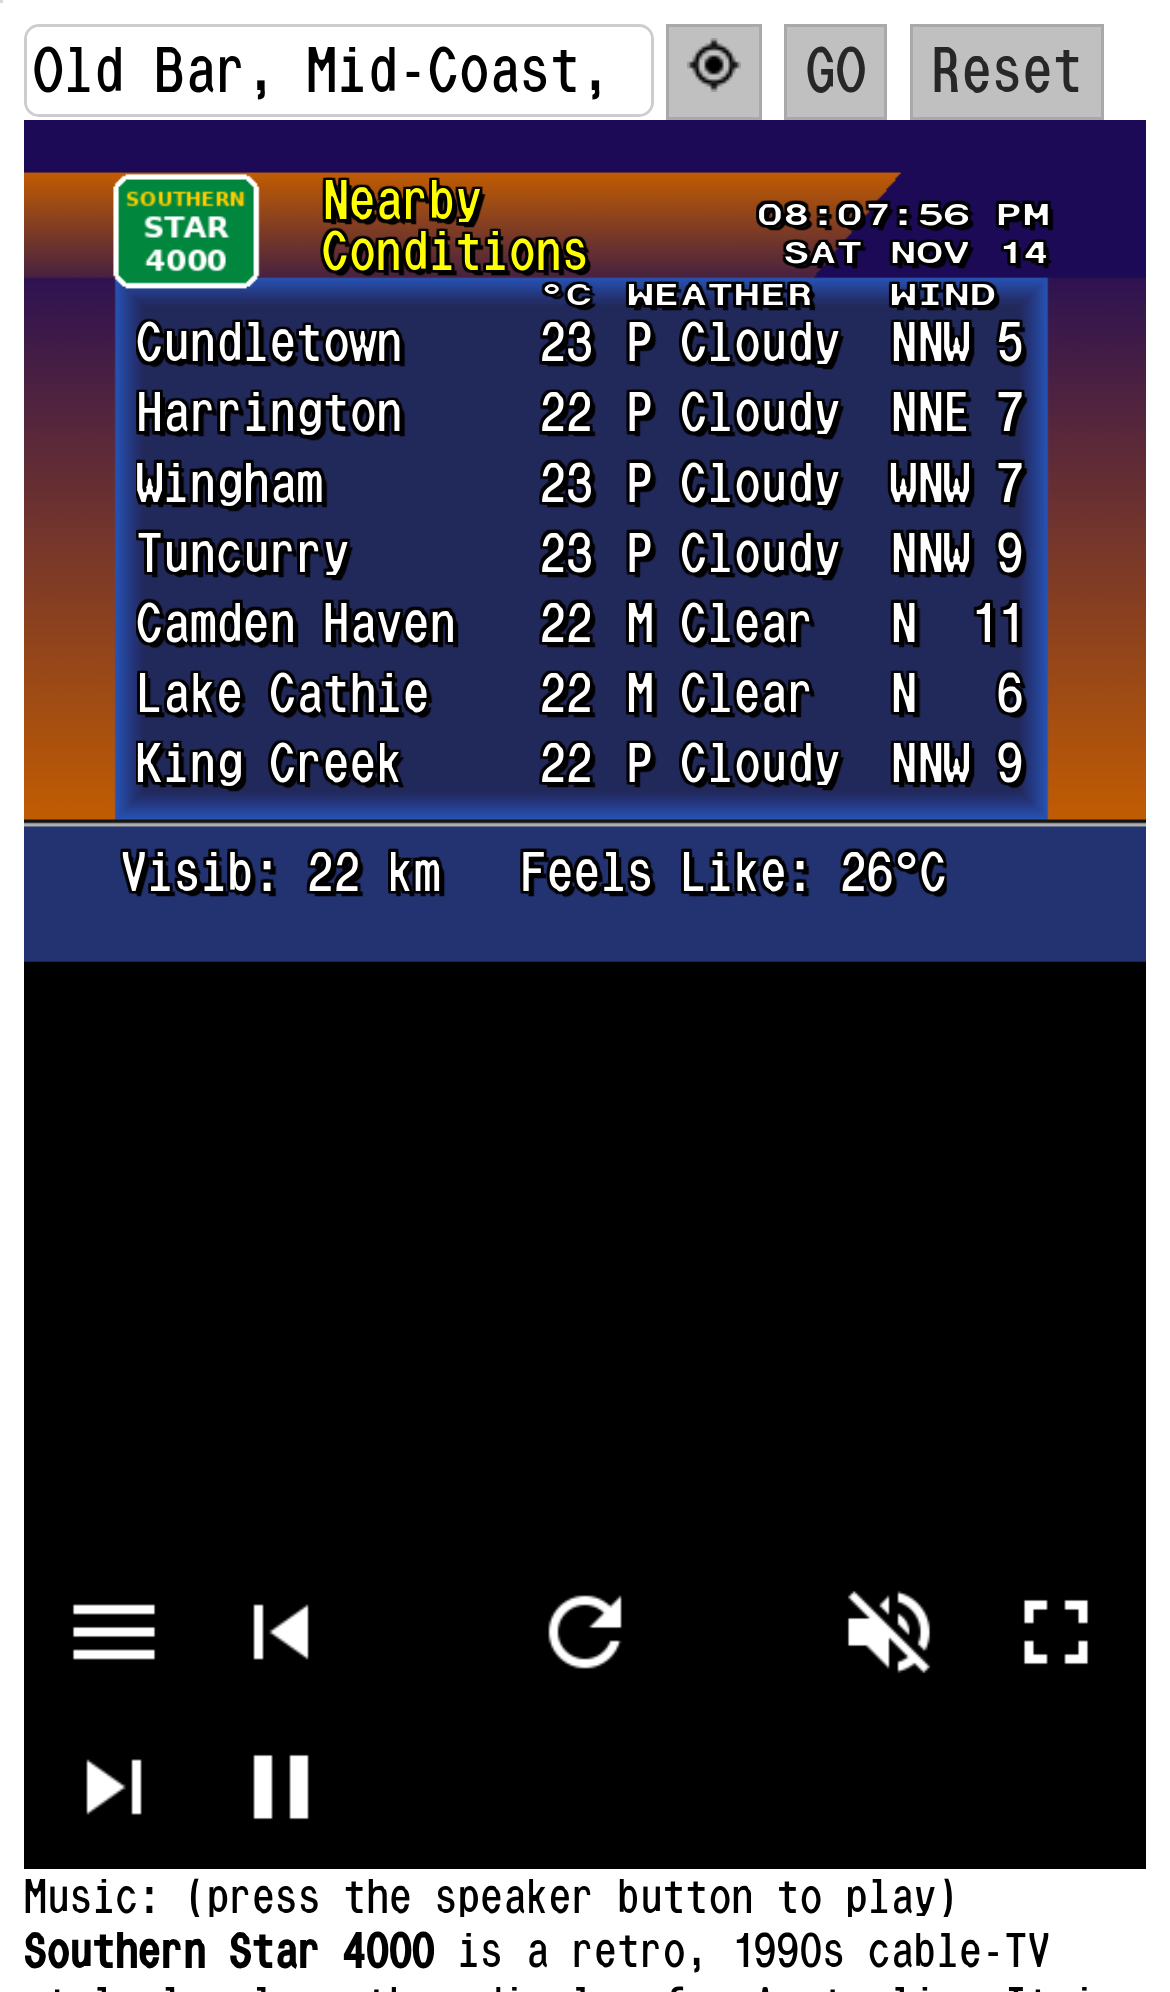 Old Bar, Mid-Coast,
GO
Reset
SOUTHERN
STAR
4000
Nearby
Conditions
08:07:56 PM
SAT NOV 14
°C WEATHER WIND
Cundletown 23 P Cloudy NNW 5
Harrington 22 P Cloudy NNE 7
Wingham 23 P Cloudy WNW 7
Tuncurry 23 P Cloudy NNW 9
Camden Haven 22 M Clear N 11
Lake Cathie 22 M Clear N 6
King Creek 22 P Cloudy NNW 9
Visib: 22 km Feels Like: 26°C
Music: (press the speaker button to play)
Southern Star 4000 is a retro, 1990s cable-TV